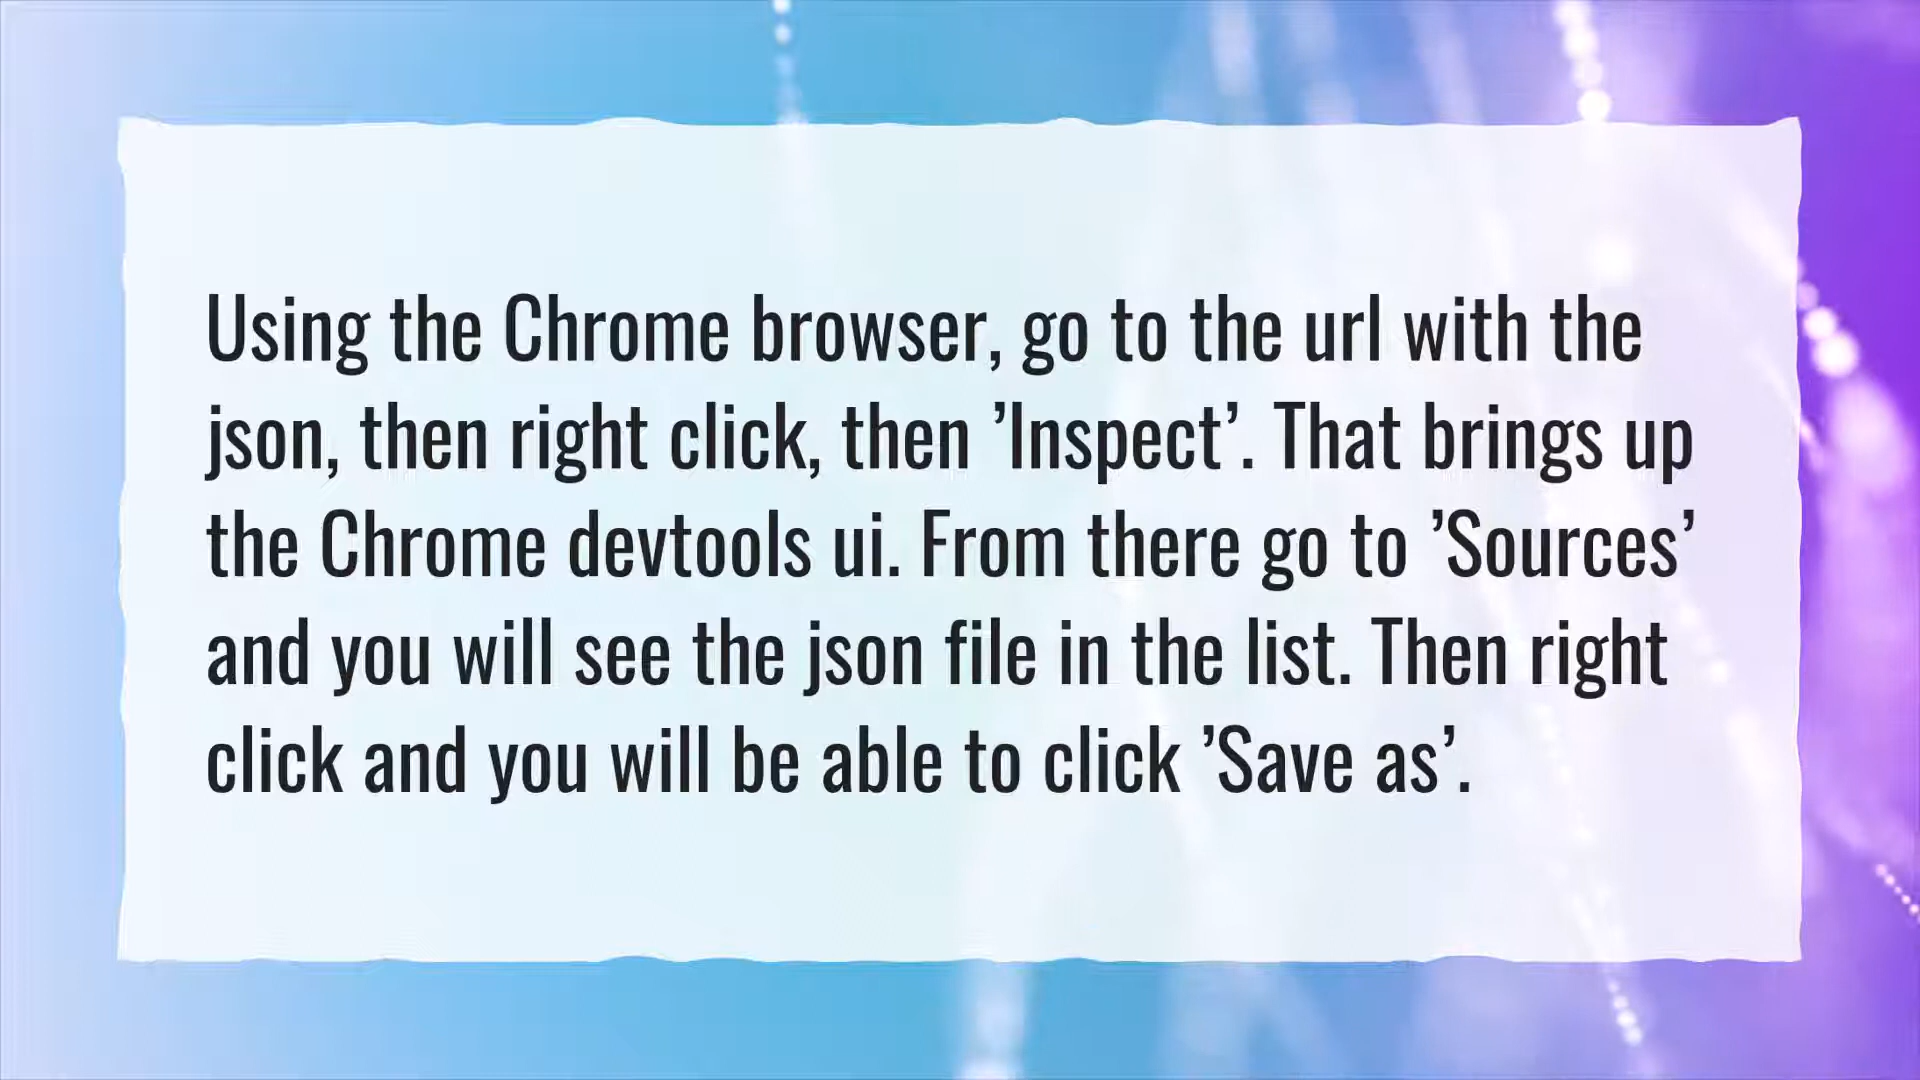 Using the Chrome browser, go to the url with the
json, then right click, then ’Inspect’. That brings up
the Chrome devtools ui. From there go to ’Sources’
and you will see the json file in the list. Then right
click and you will be able to click ’Save as’.